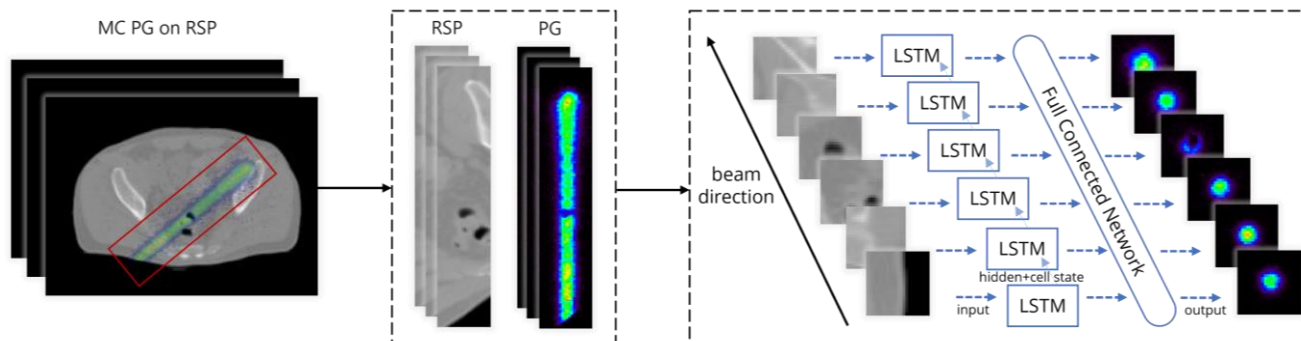 MC PG on RSP
RSP
PG
beam
direction
LSTM
LSTM
LSTM
LSTM
LSTM
hidden+cell state
input
LSTM
Full Connected Network
output